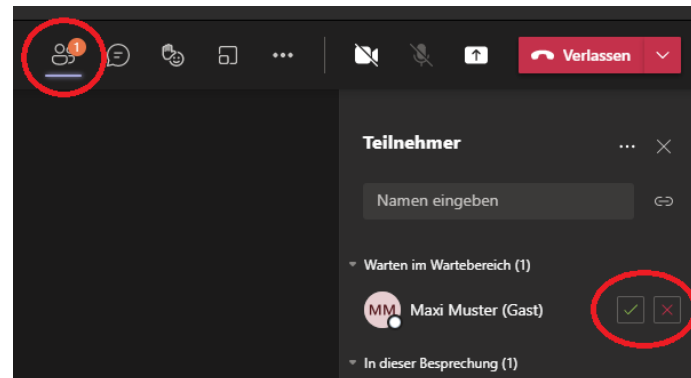 1
Verlassen
Teilnehmer
Namen eingeben
Warten im Wartebereich (1)
MM Maxi Muster (Gast)
In dieser Besprechung (1)